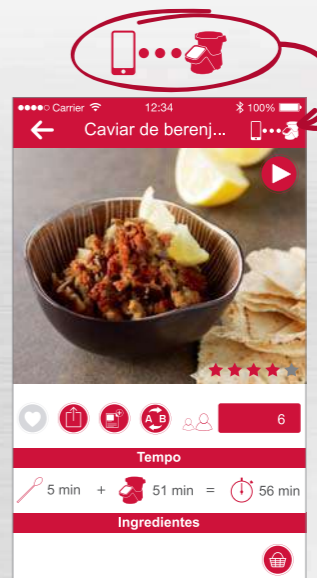 Carrier 12:34 100%
Caviar de berenj...
A B 6
Tempo
5 min + 51 min = 56 min
Ingredientes